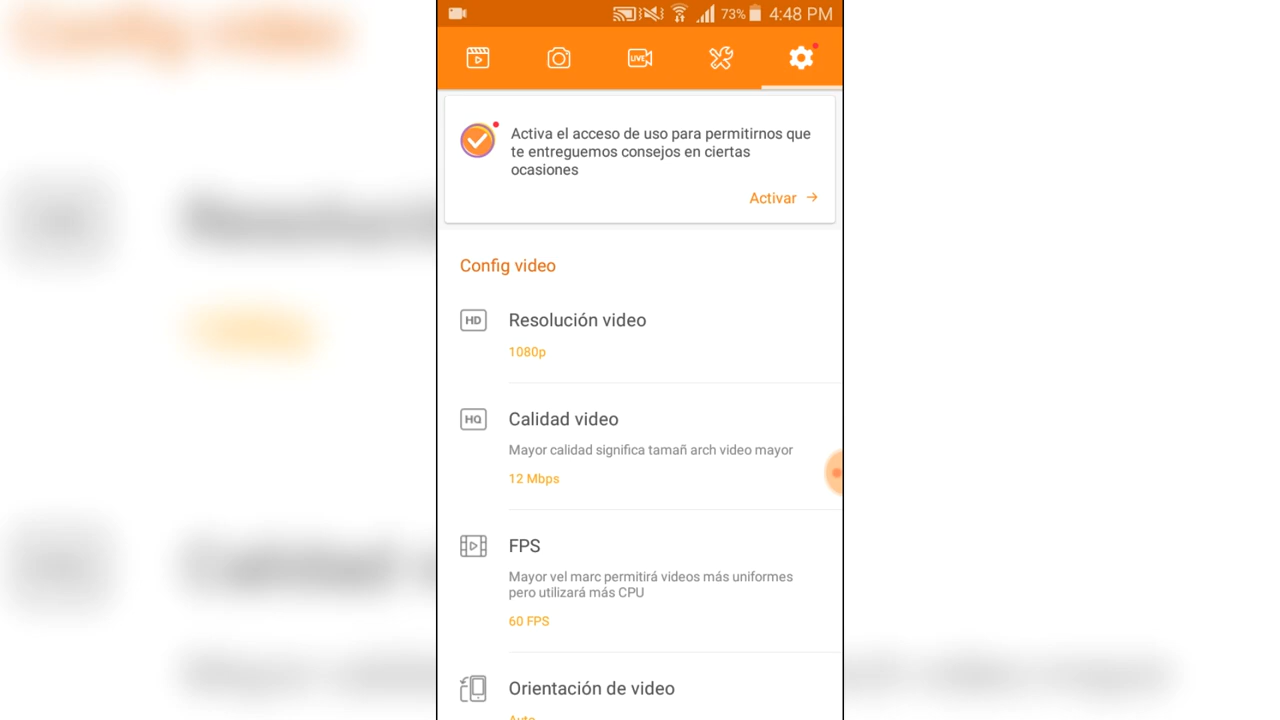 73% 4:48 PM
LIVE
Activa el acceso de uso para permitirnos que
te entreguemos consejos en ciertas
ocasiones
Activar
Config video
HD Resolución video
1080p
HQ Calidad video
Mayor calidad significa tamañ arch video mayor
12 Mbps
FPS
Mayor vel marc permitirá videos más uniformes
pero utilizará más CPU
60 FPS
Orientación de video
Auto